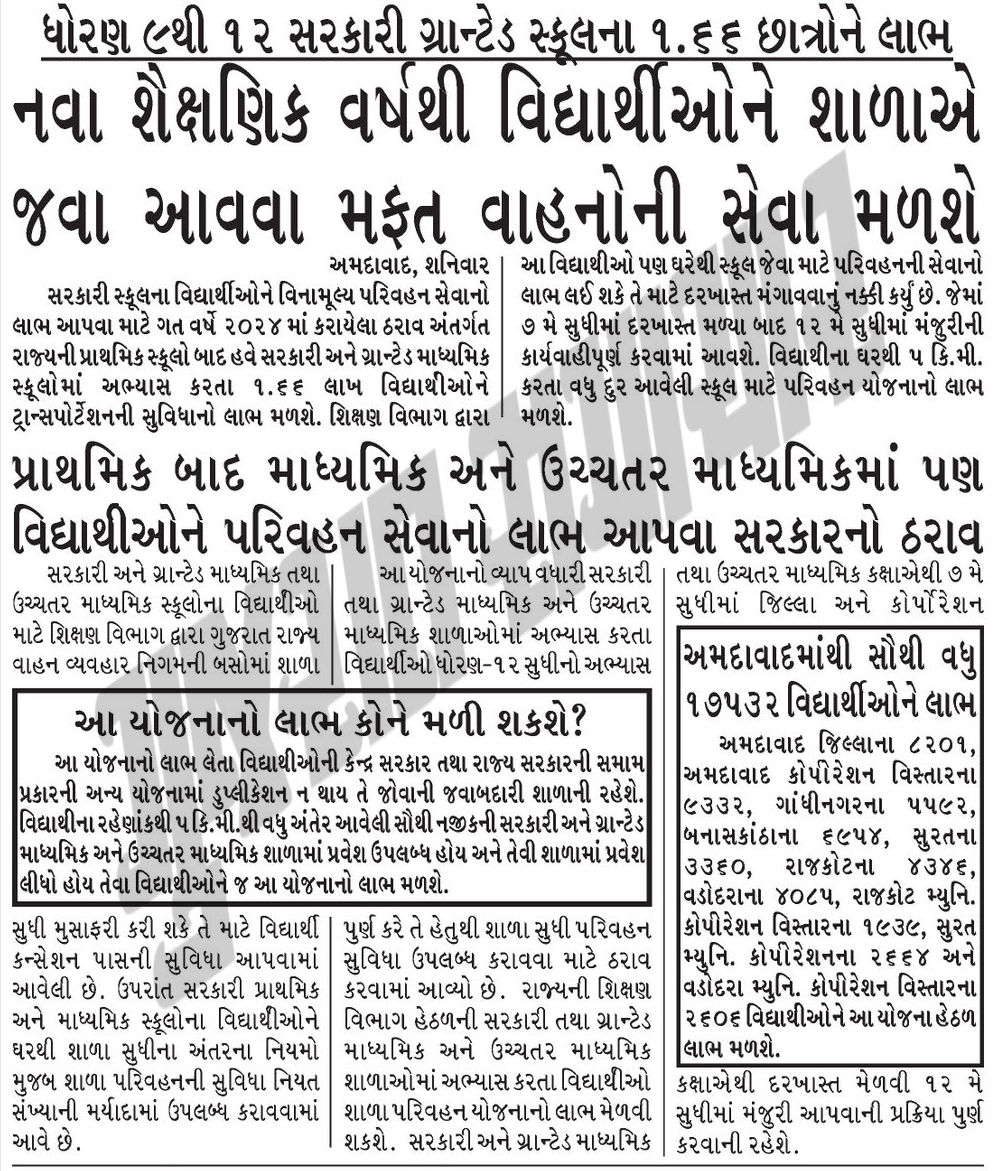 ધોરણ ૯થી ૧૨ સરકારી ગ્રાન્ટેડ સ્કૂલના ૧.૬૬ છાત્રોને લાભ
નવા શૈક્ષણિક વર્ષથી વિદ્યાર્થીઓને શાળાએ
જવા આવવા મફત વાહનોની સેવા મળશે
અમદાવાદ, શનિવાર
સરકારી સ્કૂલના વિદ્યાર્થીઓને વિનામૂલ્ય પરિવહન સેવાનો
લાભ આપવા માટે ગત વર્ષે ૨૦૨૪ માં કરાયેલા ઠરાવ અંતર્ગત
રાજ્યની પ્રાથમિક સ્કૂલો બાદ હવે સરકારી અને ગ્રાન્ટેડ માધ્યમિક
સ્કૂલોમાં અભ્યાસ કરતા ૧.૬૬ લાખ વિદ્યાર્થીઓને
ટ્રાન્સપોર્ટેશનની સુવિધાનો લાભ મળશે. શિક્ષણ વિભાગ દ્વારા
આ વિદ્યાથીઓ પણ ઘરેથી સ્કૂલ જેવા માટે પરિવહનની સેવાનો
લાભ લઈ શકે તે માટે દરખાસ્ત મંગાવવાનું નક્કી કર્યું છે. જેમાં
૭ મે સુધીમાં દરખાસ્ત મળ્યા બાદ ૧૨ મે સુધીમાં મંજુરીની
કાર્યવાહીપૂર્ણ કરવામાં આવશે. વિદ્યાથીના ઘરથી ૫ કિ.મી.
કરતા વધુ દુર આવેલી સ્કૂલ માટે પરિવહન યોજનાનો લાભ
મળશે.
પ્રાથમિક બાદ માધ્યમિક અને ઉચ્ચતર માધ્યમિકમાં પણ
વિદ્યાથીઓને પરિવહન સેવાનો લાભ આપવા સરકારનો ઠરાવ
સરકારી અને ગ્રાન્ટેડ માધ્યમિક તથા
ઉચ્ચતર માધ્યમિક સ્કૂલોના વિદ્યાર્થીઓ
માટે શિક્ષણ વિભાગ દ્વારા ગુજરાત રાજ્ય
વાહન વ્યવહાર નિગમની બસોમાં શાળા
આ યોજનાનો લાભ કોને મળી શકશે?
આ યોજનાનો લાભ લેતા વિદ્યાથીઓની કેન્દ્ર સરકાર તથા રાજ્ય સરકારની સમામ
પ્રકારની અન્ય યોજનામાં ડુપ્લીકેશન ન થાય તે જોવાની જવાબદારી શાળાની રહેશે.
વિદ્યાથીના રહેણાંકથી ૫ કિ.મી.થી વધુ અંતેર આવેલી સૌથી નજીકની સરકારી અને ગ્રાન્ટેડ
માધ્યમિક અને ઉચ્ચતર માધ્યમિક શાળામાં પ્રવેશ ઉપલબ્ધ હોય અને તેવી શાળામાં પ્રવેશ
લીધો હોય તેવા વિદ્યાર્થીઓને જ આ યોજનાનો લાભ મળશે.
સુધી મુસાફરી કરી શકે તે માટે વિદ્યાર્થી
કન્સેશન પાસની સુવિધા આપવામાં
આવેલી છે. ઉપરાંત સરકારી પ્રાથમિક
અને માધ્યમિક સ્કૂલોના વિદ્યાર્થીઓને
ઘરથી શાળા સુધીના અંતરના નિયમો
મુજબ શાળા પરિવહનની સુવિધા નિયત
સંખ્યાની મર્યાદામાં ઉપલબ્ધ કરાવવામાં
આવે છે.
આ યોજનાનો વ્યાપ વધારી સરકારી
તથા ગ્રાન્ટેડ માધ્યમિક અને ઉચ્ચતર
માધ્યમિક શાળાઓમાં અભ્યાસ કરતા
વિદ્યાર્થીઓ ધોરણ-૧૨ સુધીનો અભ્યાસ
પુર્ણ કરે તે હેતુથી શાળા સુધી પરિવહન
સુવિધા ઉપલબ્ધ કરાવવા માટે ઠરાવ
કરવામાં આવ્યો છે. રાજ્યની શિક્ષણ
વિભાગ હેઠળની સરકારી તથા ગ્રાન્ટેડ
માધ્યમિક અને ઉચ્ચતર માધ્યમિક
શાળાઓમાં અભ્યાસ કરતા વિદ્યાર્થીઓ
શાળા પરિવહન યોજનાનો લાભ મેળવી
શકશે. સરકારી અને ગ્રાન્ટેડ માધ્યમિક
તથા ઉચ્ચતર માધ્યમિક કક્ષાએથી ૭ મે
સુધીમાં જિલ્લા અને કોર્પોરેશન
અમદાવાદમાંથી સૌથી વધુ
૧૭૫૩૨ વિદ્યાર્થીઓને લાભ
અમદાવાદ જિલ્લાના ૮૨૦૧,
અમદાવાદ કોર્પોરેશન વિસ્તારના
૯૩૩૨, ગાંધીનગરના ૫૫૯૨,
બનાસકાંઠાના ૬૯૫૪, સુરતના
૩૩૬૦, રાજકોટના ૪૩૪૬,
વડોદરાના ૪૦૮૫, રાજકોટ મ્યુનિ.
કોર્પોરેશન વિસ્તારના ૧૯૩૯, સુરત
મ્યુનિ. કોર્પોરેશનના ૨૬૬૪ અને
વડોદરા મ્યુનિ. કોર્પોરેશન વિસ્તારના
૨૬૦૬ વિદ્યાર્થીઓને આ યોજના હેઠળ
લાભ મળશે.
કક્ષાએથી દરખાસ્ત મેળવી ૧૨ મે
સુધીમાં મંજુરી આપવાની પ્રક્રિયા પુર્ણ
કરવાની રહેશે.